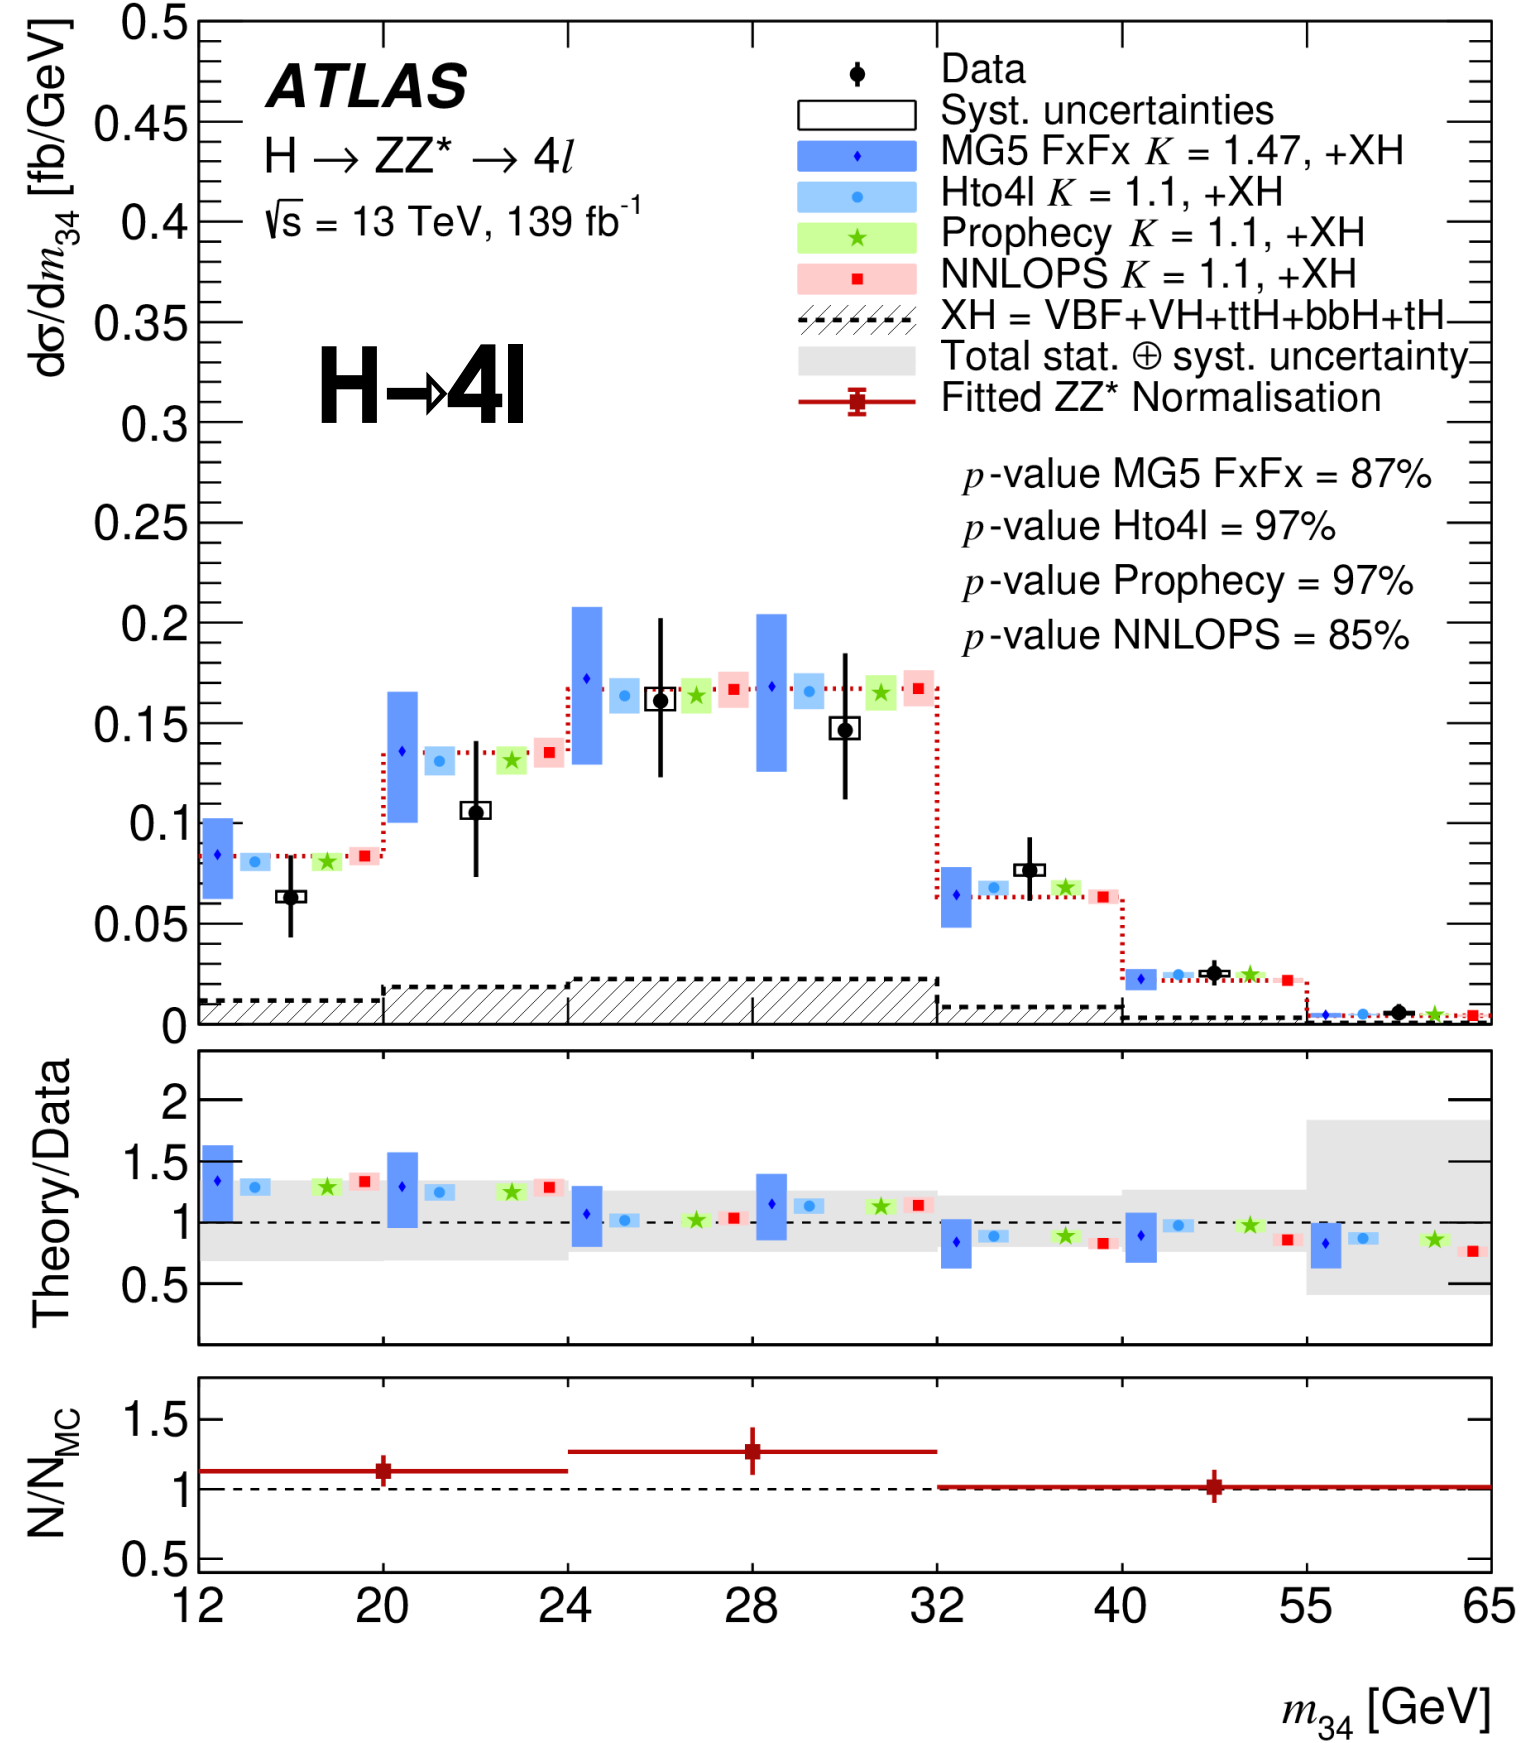 dσ/dm34 [fb/GeV]
0.5
0.45
0.4
0.35
0.3
0.25
0.2
0.15
0.1
0.05
0
ATLAS
H → ZZ* → 4l
√s = 13 TeV, 139 fb-1
H→4l
Data
Syst. uncertainties
MG5 FxFx K = 1.47, +XH
Hto4l K = 1.1, +XH
Prophecy K = 1.1, +XH
NNLOPS K = 1.1, +XH
XH = VBF+VH+ttH+bbH+tH
Total stat. ⊕ syst. uncertainty
Fitted ZZ* Normalisation
p-value MG5 FxFx = 87%
p-value Hto4l = 97%
p-value Prophecy = 97%
p-value NNLOPS = 85%
Theory/Data
2
1.5
1
0.5
N/NMC
1.5
1
0.5
12 20 24 28 32 40 55 65
m34 [GeV]